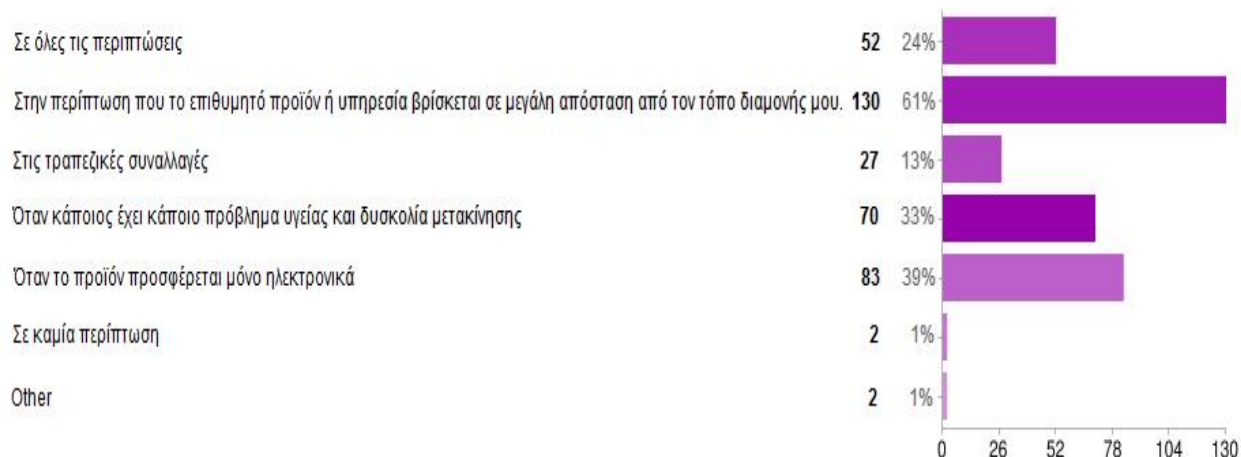 Σε όλες τις περιπτώσεις 52 24%
Στην περίπτωση που το επιθυμητό προϊόν ή υπηρεσία βρίσκεται σε μεγάλη απόσταση από τον τόπο διαμονής μου. 130 61%
Στις τραπεζικές συναλλαγές 27 13%
Όταν κάποιος έχει κάποιο πρόβλημα υγείας και δυσκολία μετακίνησης 70 33%
Όταν το προϊόν προσφέρεται μόνο ηλεκτρονικά 83 39%
Σε καμία περίπτωση 2 1%
Other 2 1%
0 26 52 78 104 130